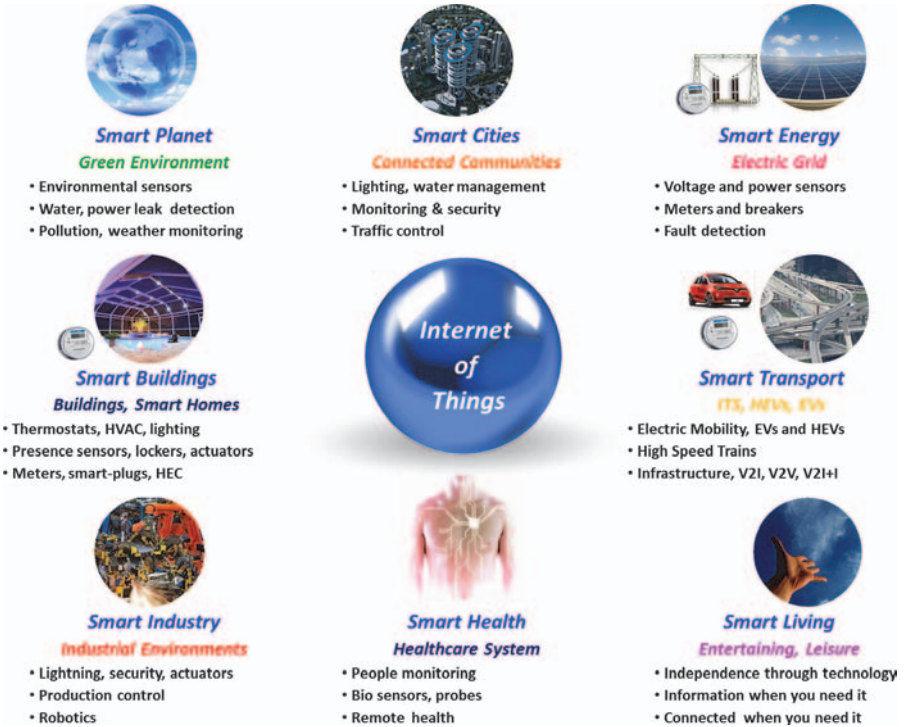 Smart Planet
Green Environment
• Environmental sensors
• Water, power leak detection
• Pollution, weather monitoring
Smart Cities
Connected Communities
• Lighting, water management
• Monitoring & security
• Traffic control
Smart Energy
Electric Grid
• Voltage and power sensors
• Meters and breakers
• Fault detection
Smart Buildings
Buildings, Smart Homes
• Thermostats, HVAC, lighting
• Presence sensors, lockers, actuators
• Meters, smart-plugs, HEC
Internet
of
Things
Smart Transport
ITS, HEVs, EVs
• Electric Mobility, EVs and HEVs
• High Speed Trains
• Infrastructure, V2I, V2V, V2I+I
Smart Industry
Industrial Environments
• Lightning, security, actuators
• Production control
• Robotics
Smart Health
Healthcare System
• People monitoring
• Bio sensors, probes
• Remote health
Smart Living
Entertaining, Leisure
• Independence through technology
• Information when you need it
• Connected when you need it